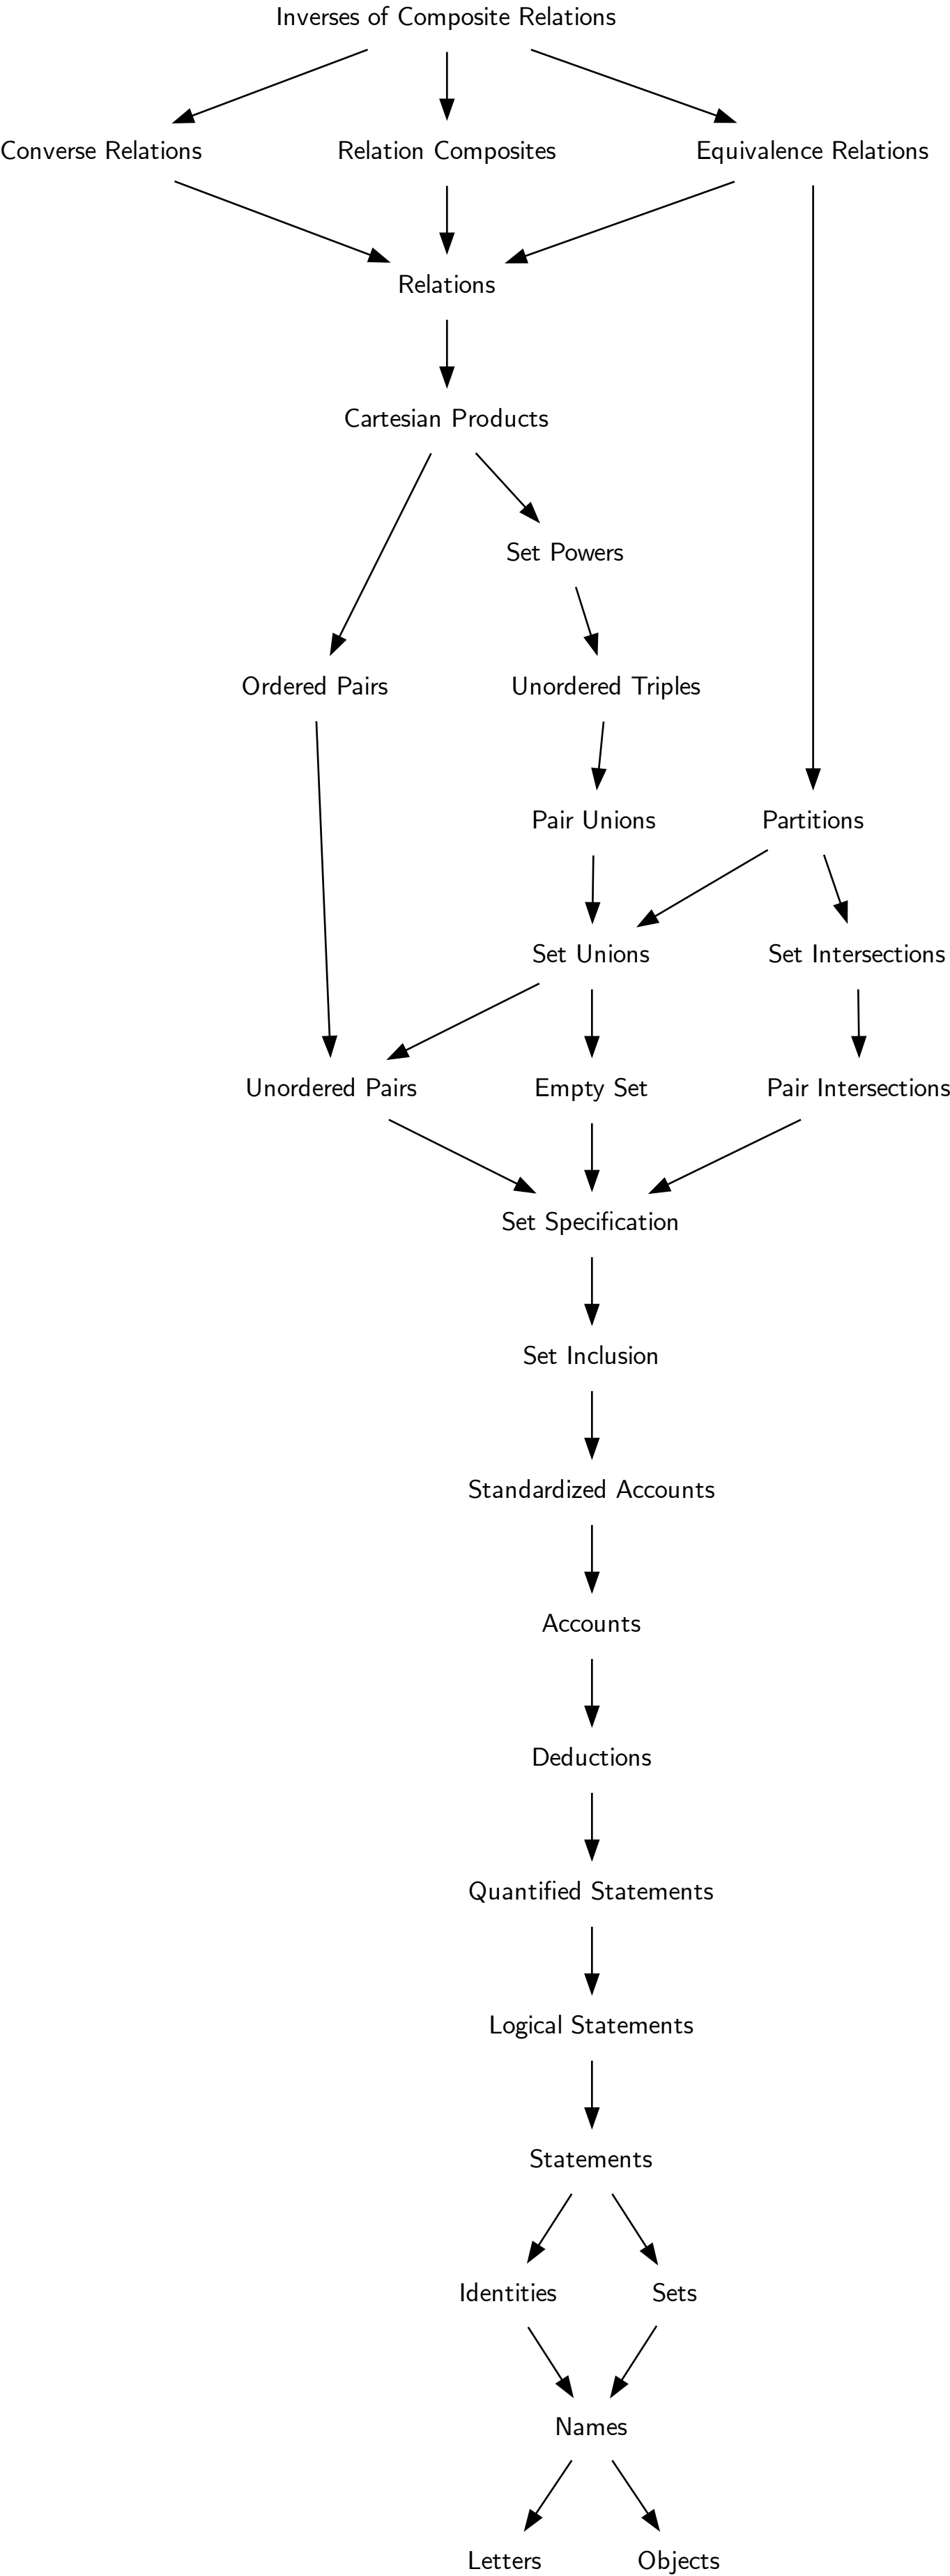 Inverses of Composite Relations
Converse Relations
Relation Composites
Equivalence Relations
Relations
Cartesian Products
Set Powers
Ordered Pairs
Unordered Triples
Pair Unions
Partitions
Set Unions
Set Intersections
Unordered Pairs
Empty Set
Pair Intersections
Set Specification
Set Inclusion
Standardized Accounts
Accounts
Deductions
Quantified Statements
Logical Statements
Statements
Identities
Sets
Names
Letters
Objects